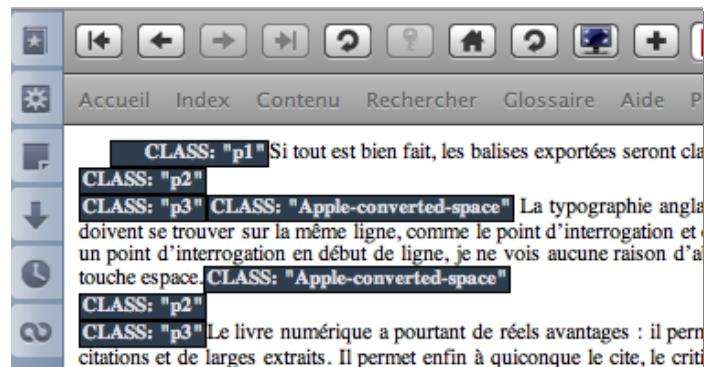 Accueil Index Contenu Rechercher Glossaire Aide P
CLASS: "p1" Si tout est bien fait, les balises exportées seront cla
CLASS: "p2"
CLASS: "p3" CLASS: "Apple-converted-space" La typographie angla
doivent se trouver sur la même ligne, comme le point d’interrogation et
un point d’interrogation en début de ligne, je ne vois aucune raison d’a
touche espace. CLASS: "Apple-converted-space"
CLASS: "p2"
CLASS: "p3" Le livre numérique a pourtant de réels avantages : il perm
citations et de larges extraits. Il permet enfin à quiconque le cite, le criti